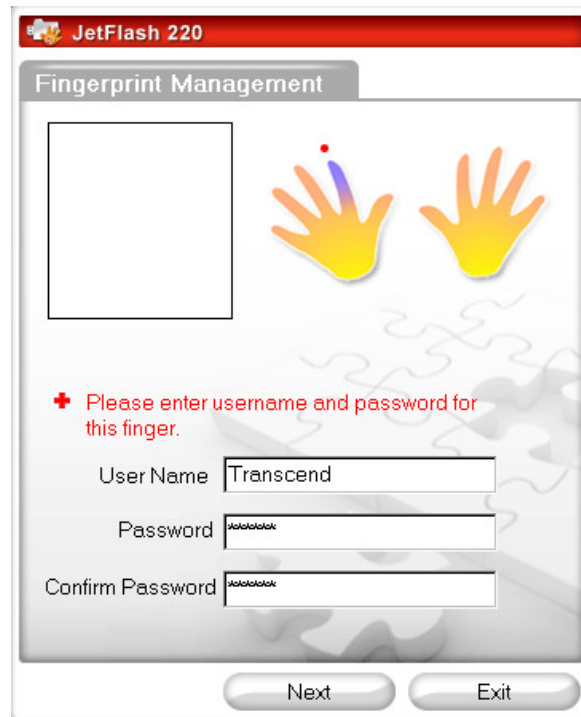 JetFlash 220
Fingerprint Management
Please enter username and password for
this finger.
User Name Transcend
Password *******
Confirm Password *******
Next Exit